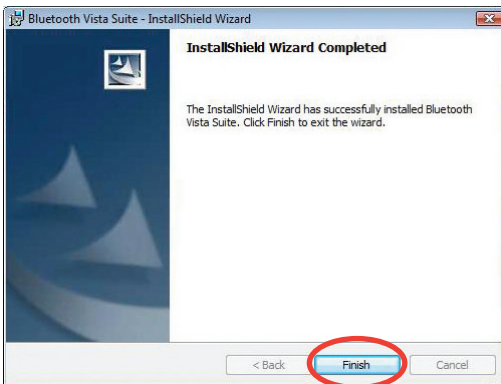 Bluetooth Vista Suite - InstallShield Wizard
InstallShield Wizard Completed
The InstallShield Wizard has successfully installed Bluetooth
Vista Suite. Click Finish to exit the wizard.
< Back
Finish
Cancel